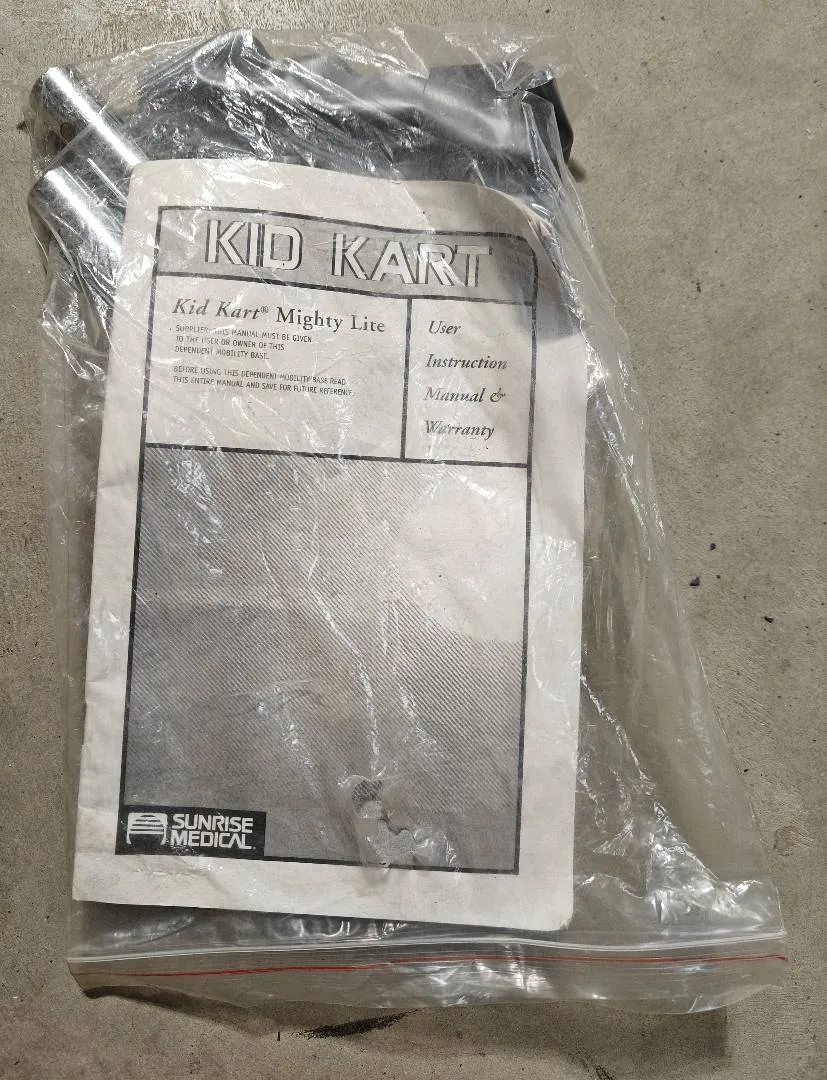 KID KART
Kid Kart® Mighty Lite
SUPPLIER: THIS MANUAL MUST BE GIVEN
TO THE USER OR OWNER OF THIS
DEPENDENT MOBILITY BASE.
BEFORE USING THIS DEPENDENT MOBILITY BASE READ
THIS ENTIRE MANUAL AND SAVE FOR FUTURE REFERENCE.
User
Instruction
Manual &
Warranty
SUNRISE
MEDICAL